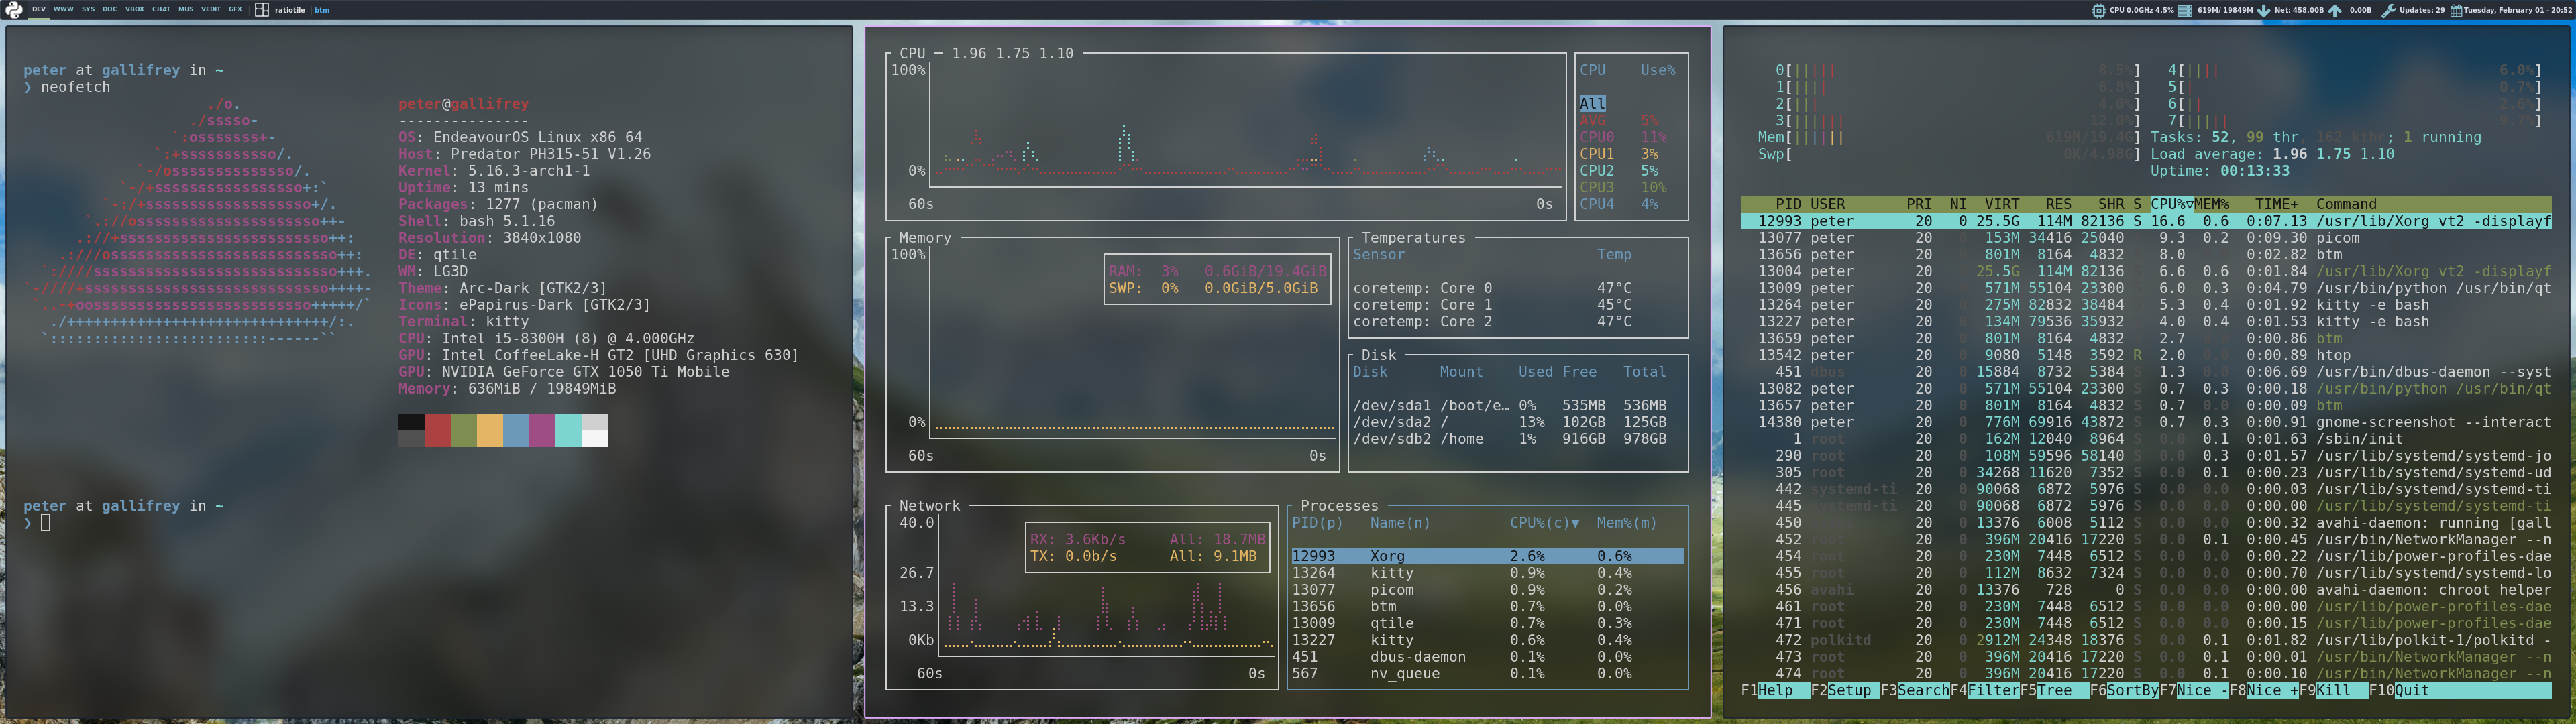 DEV WWW SYS DOC VBOX CHAT MUS VEDIT GFX ratiotile btm CPU 0.0GHz 4.5% 619M/ 19849M Net: 458.00B 0.00B Updates: 29 Tuesday, February 01 - 20:52
peter at gallifrey in ~
❯ neofetch
./o.
./sssso-
`:osssssss+-
`:+sssssssssso/.
`-/ossssssssssssso/.
`-/+sssssssssssssssso+:`
`-:/+sssssssssssssssssso+/.
`.://osssssssssssssssssssso++-
.://+ssssssssssssssssssssssso++:
.:///ossssssssssssssssssssssssso++:
`:////ssssssssssssssssssssssssssso+++.
`-////+ssssssssssssssssssssssssssso++++-
`..-+oosssssssssssssssssssssssso+++++/`
./++++++++++++++++++++++++++++++/:.
`:::::::::::::::::::::::::------``
peter@gallifrey
---------------
OS: EndeavourOS Linux x86_64
Host: Predator PH315-51 V1.26
Kernel: 5.16.3-arch1-1
Uptime: 13 mins
Packages: 1277 (pacman)
Shell: bash 5.1.16
Resolution: 3840x1080
DE: qtile
WM: LG3D
Theme: Arc-Dark [GTK2/3]
Icons: ePapirus-Dark [GTK2/3]
Terminal: kitty
CPU: Intel i5-8300H (8) @ 4.000GHz
GPU: Intel CoffeeLake-H GT2 [UHD Graphics 630]
GPU: NVIDIA GeForce GTX 1050 Ti Mobile
Memory: 636MiB / 19849MiB
peter at gallifrey in ~
❯
CPU — 1.96 1.75 1.10
100%
0%
60s 0s
CPU Use%
All
AVG 5%
CPU0 11%
CPU1 3%
CPU2 5%
CPU3 10%
CPU4 4%
Memory
100%
RAM: 3% 0.6GiB/19.4GiB
SWP: 0% 0.0GiB/5.0GiB
0%
60s 0s
Temperatures
Sensor Temp
coretemp: Core 0 47°C
coretemp: Core 1 45°C
coretemp: Core 2 47°C
Disk
Disk Mount Used Free Total
/dev/sda1 /boot/e… 0% 535MB 536MB
/dev/sda2 / 13% 102GB 125GB
/dev/sdb2 /home 1% 916GB 978GB
Network
40.0
RX: 3.6Kb/s All: 18.7MB
TX: 0.0b/s All: 9.1MB
26.7
13.3
0Kb
60s 0s
Processes
PID(p) Name(n) CPU%(c)▼ Mem%(m)
12993 Xorg 2.6% 0.6%
13264 kitty 0.9% 0.4%
13077 picom 0.9% 0.2%
13656 btm 0.7% 0.0%
13009 qtile 0.7% 0.3%
13227 kitty 0.6% 0.4%
451 dbus-daemon 0.1% 0.0%
567 nv_queue 0.1% 0.0%
0[||||| 8.5%] 4[|||| 6.0%]
1[|||| 6.8%] 5[| 0.7%]
2[||| 4.0%] 6[|| 2.6%]
3[|||||| 12.0%] 7[||||| 9.7%]
Mem[|||||| 619M/19.4G] Tasks: 52, 99 thr, 162 kthr; 1 running
Swp[ 0K/4.98G] Load average: 1.96 1.75 1.10
Uptime: 00:13:33
PID USER PRI NI VIRT RES SHR S CPU%▽MEM% TIME+ Command
12993 peter 20 0 25.5G 114M 82136 S 16.6 0.6 0:07.13 /usr/lib/Xorg vt2 -displayf
13077 peter 20 0 153M 34416 25040 S 9.3 0.2 0:09.30 picom
13656 peter 20 0 801M 8164 4832 S 8.0 0.0 0:02.82 btm
13004 peter 20 0 25.5G 114M 82136 S 6.6 0.6 0:01.84 /usr/lib/Xorg vt2 -displayf
13009 peter 20 0 571M 55104 23300 S 6.0 0.3 0:04.79 /usr/bin/python /usr/bin/qt
13264 peter 20 0 275M 82832 38484 S 5.3 0.4 0:01.92 kitty -e bash
13227 peter 20 0 134M 79536 35932 S 4.0 0.4 0:01.53 kitty -e bash
13659 peter 20 0 801M 8164 4832 S 2.7 0.0 0:00.86 btm
13542 peter 20 0 9080 5148 3592 R 2.0 0.0 0:00.89 htop
451 dbus 20 0 15884 8732 5384 S 1.3 0.0 0:06.69 /usr/bin/dbus-daemon --syst
13082 peter 20 0 571M 55104 23300 S 0.7 0.3 0:00.18 /usr/bin/python /usr/bin/qt
13657 peter 20 0 801M 8164 4832 S 0.7 0.0 0:00.09 btm
14380 peter 20 0 776M 69916 43872 S 0.7 0.3 0:00.91 gnome-screenshot --interact
1 root 20 0 162M 12040 8964 S 0.0 0.1 0:01.63 /sbin/init
290 root 20 0 108M 59596 58140 S 0.0 0.3 0:01.57 /usr/lib/systemd/systemd-jo
305 root 20 0 34268 11620 7352 S 0.0 0.1 0:00.23 /usr/lib/systemd/systemd-ud
442 systemd-ti 20 0 90068 6872 5976 S 0.0 0.0 0:00.03 /usr/lib/systemd/systemd-ti
445 systemd-ti 20 0 90068 6872 5976 S 0.0 0.0 0:00.00 /usr/lib/systemd/systemd-ti
450 avahi 20 0 13376 6008 5112 S 0.0 0.0 0:00.32 avahi-daemon: running [gall
452 root 20 0 396M 20416 17220 S 0.0 0.1 0:00.45 /usr/bin/NetworkManager --n
454 root 20 0 230M 7448 6512 S 0.0 0.0 0:00.22 /usr/lib/power-profiles-dae
455 root 20 0 112M 8632 7324 S 0.0 0.0 0:00.70 /usr/lib/systemd/systemd-lo
456 avahi 20 0 13376 728 0 S 0.0 0.0 0:00.00 avahi-daemon: chroot helper
461 root 20 0 230M 7448 6512 S 0.0 0.0 0:00.00 /usr/lib/power-profiles-dae
471 root 20 0 230M 7448 6512 S 0.0 0.0 0:00.15 /usr/lib/power-profiles-dae
472 polkitd 20 0 2912M 24348 18376 S 0.0 0.1 0:01.82 /usr/lib/polkit-1/polkitd -
473 root 20 0 396M 20416 17220 S 0.0 0.1 0:00.01 /usr/bin/NetworkManager --n
474 root 20 0 396M 20416 17220 S 0.0 0.1 0:00.10 /usr/bin/NetworkManager --n
F1Help F2Setup F3SearchF4FilterF5Tree F6SortByF7Nice -F8Nice +F9Kill F10Quit